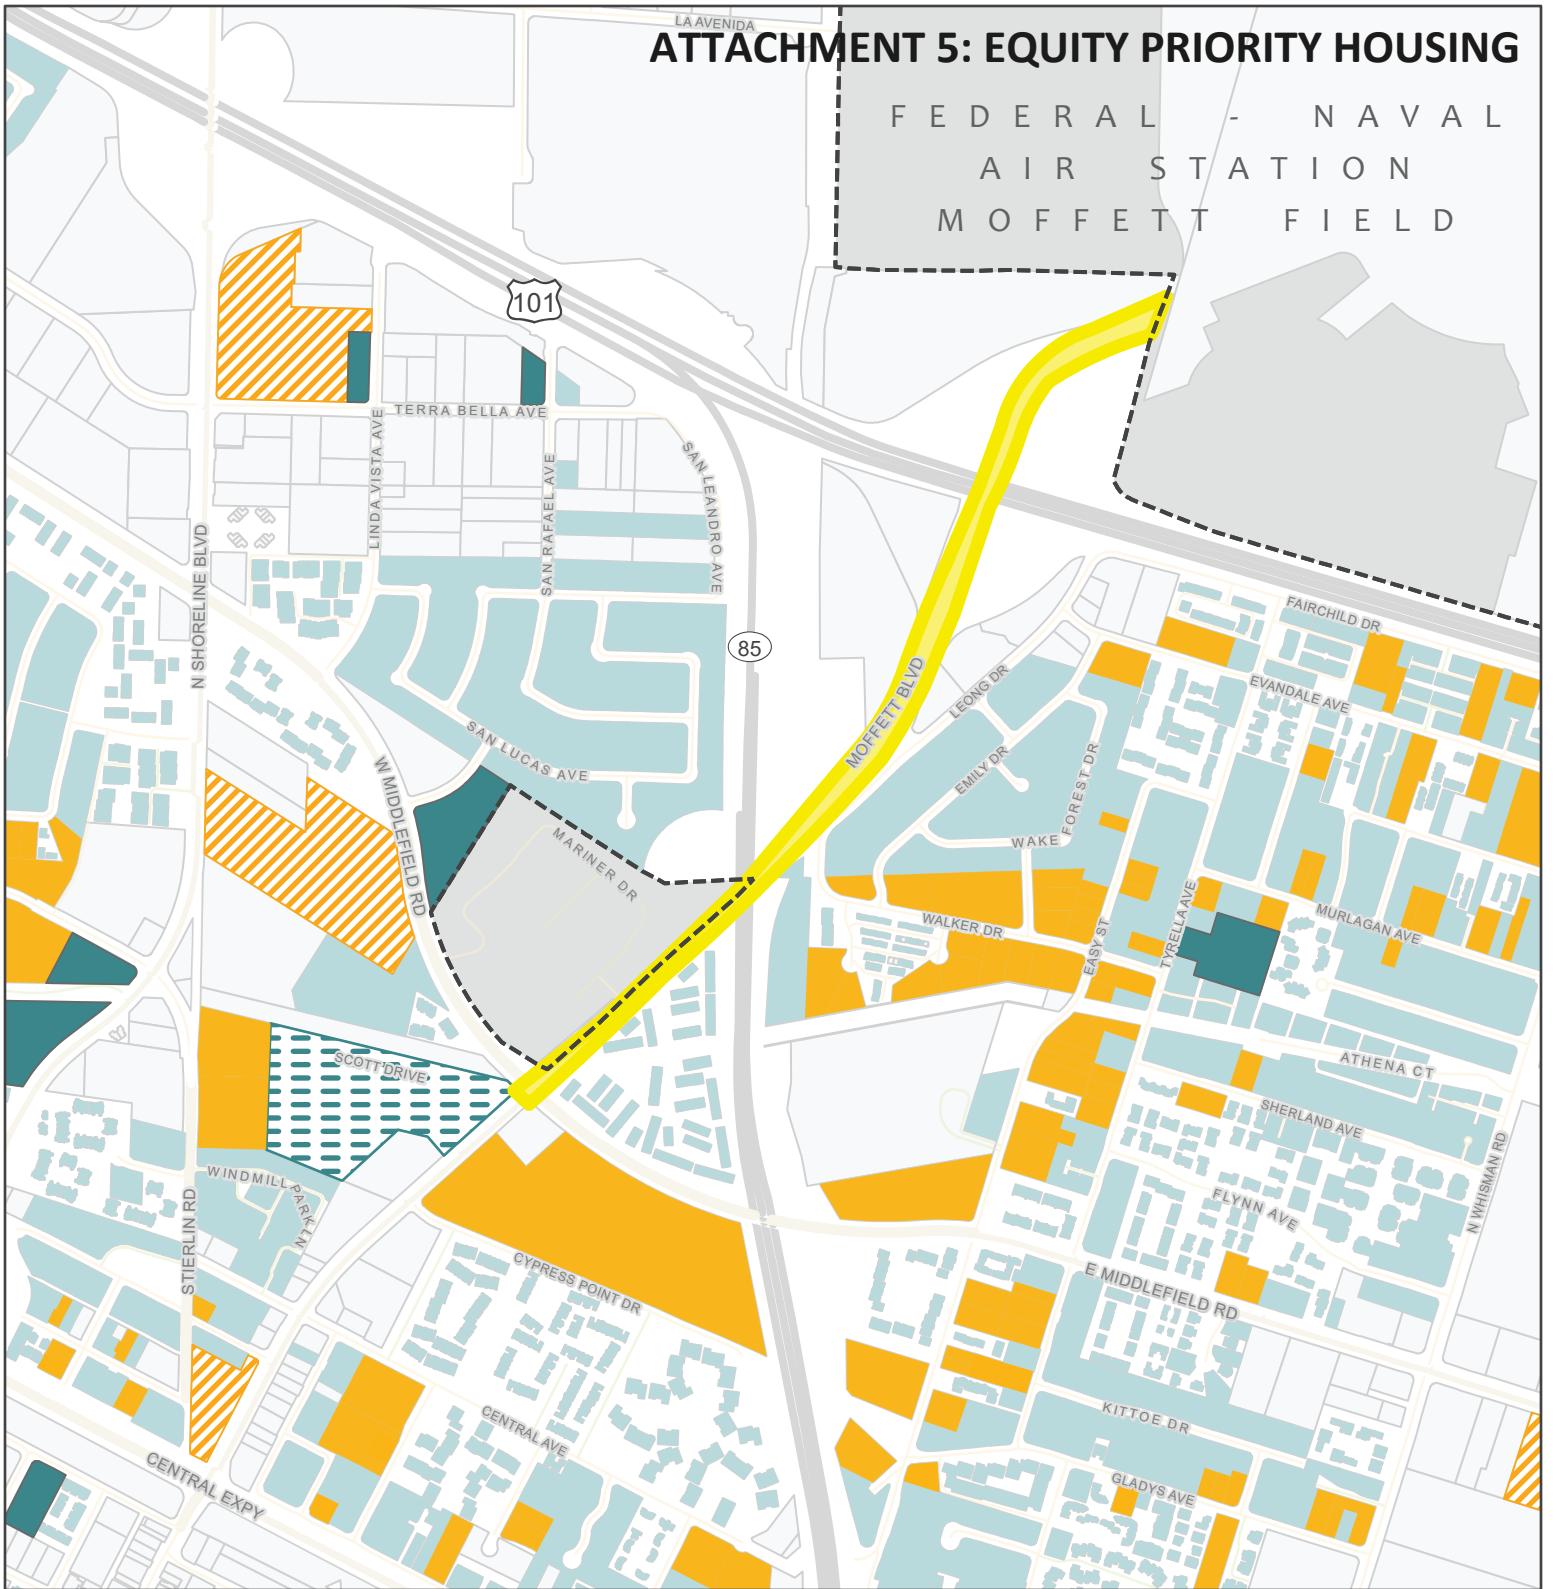 LA AVENIDA
ATTACHMENT 5: EQUITY PRIORITY HOUSING
FEDERAL - NAVAL
AIR STATION
MOFFETT FIELD
101
TERRA BELLA AVE
LINDA VISTA AVE
SAN RAFAEL AVE
SAN LEANDRO AVE
N SHORELINE BLVD
85
FAIRCHILD DR
EVANDALE AVE
MOFFETT BLVD
LEONG DR
EMILY DR
FOREST DR
WAKE
SAN LUCAS AVE
W MIDDLEFIELD RD
MARINER DR
WALKER DR
EASY ST
TYRELLA AVE
MURLAGAN AVE
SCOTT DRIVE
ATHENA CT
SHERLAND AVE
FLYNN AVE
N WHISMAN RD
WINDMILL PARK LN
STIERLIN RD
CYPRESS POINT DR
E MIDDLEFIELD RD
CENTRAL AVE
KITTOE DR
GLADYS AVE
CENTRAL EXPY